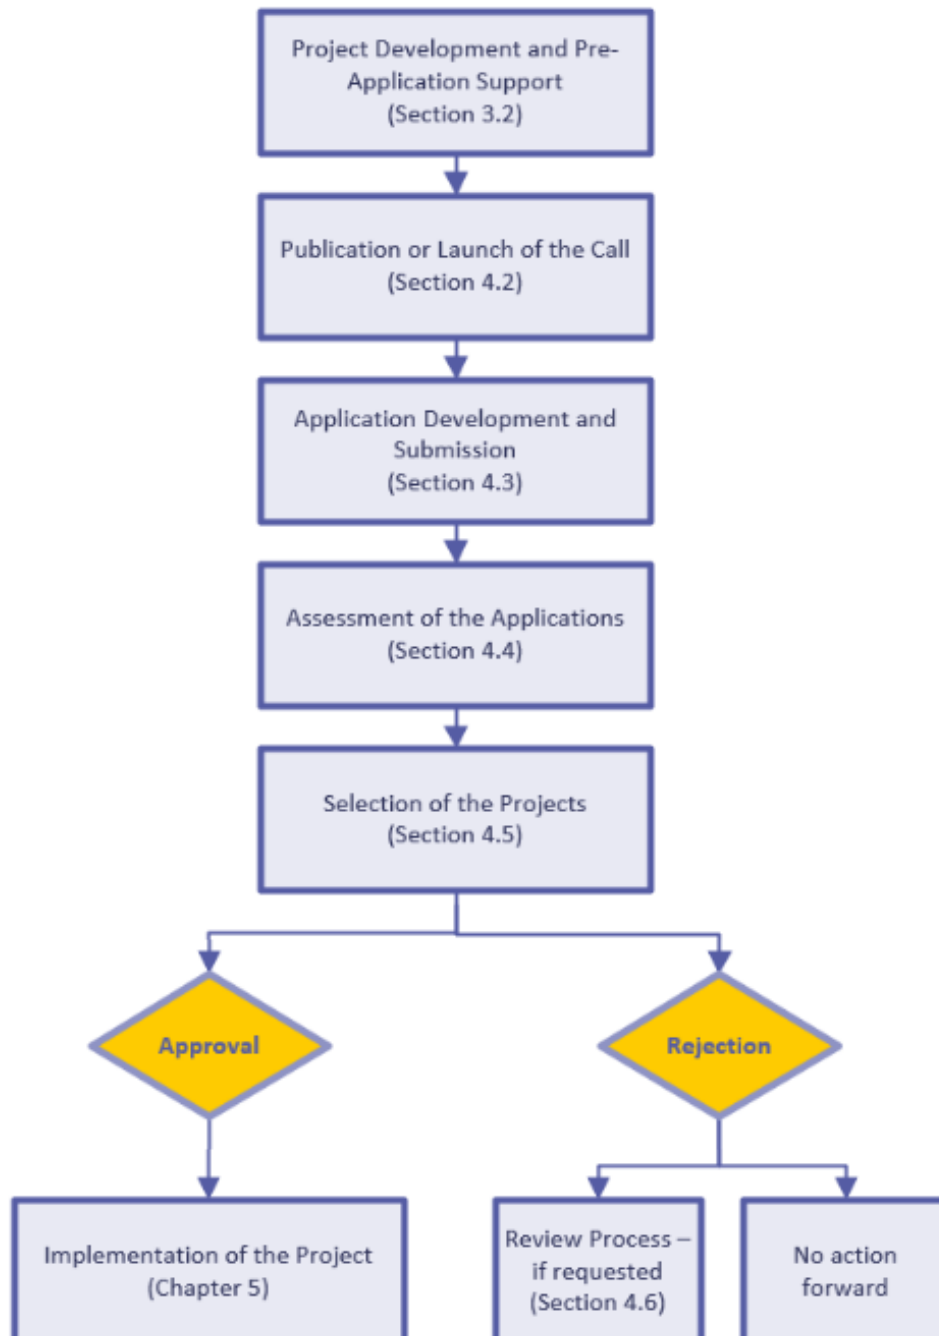 Project Development and Pre-
Application Support
(Section 3.2)
Publication or Launch of the Call
(Section 4.2)
Application Development and
Submission
(Section 4.3)
Assessment of the Applications
(Section 4.4)
Selection of the Projects
(Section 4.5)
Approval
Rejection
Implementation of the Project
(Chapter 5)
Review Process –
if requested
(Section 4.6)
No action
forward